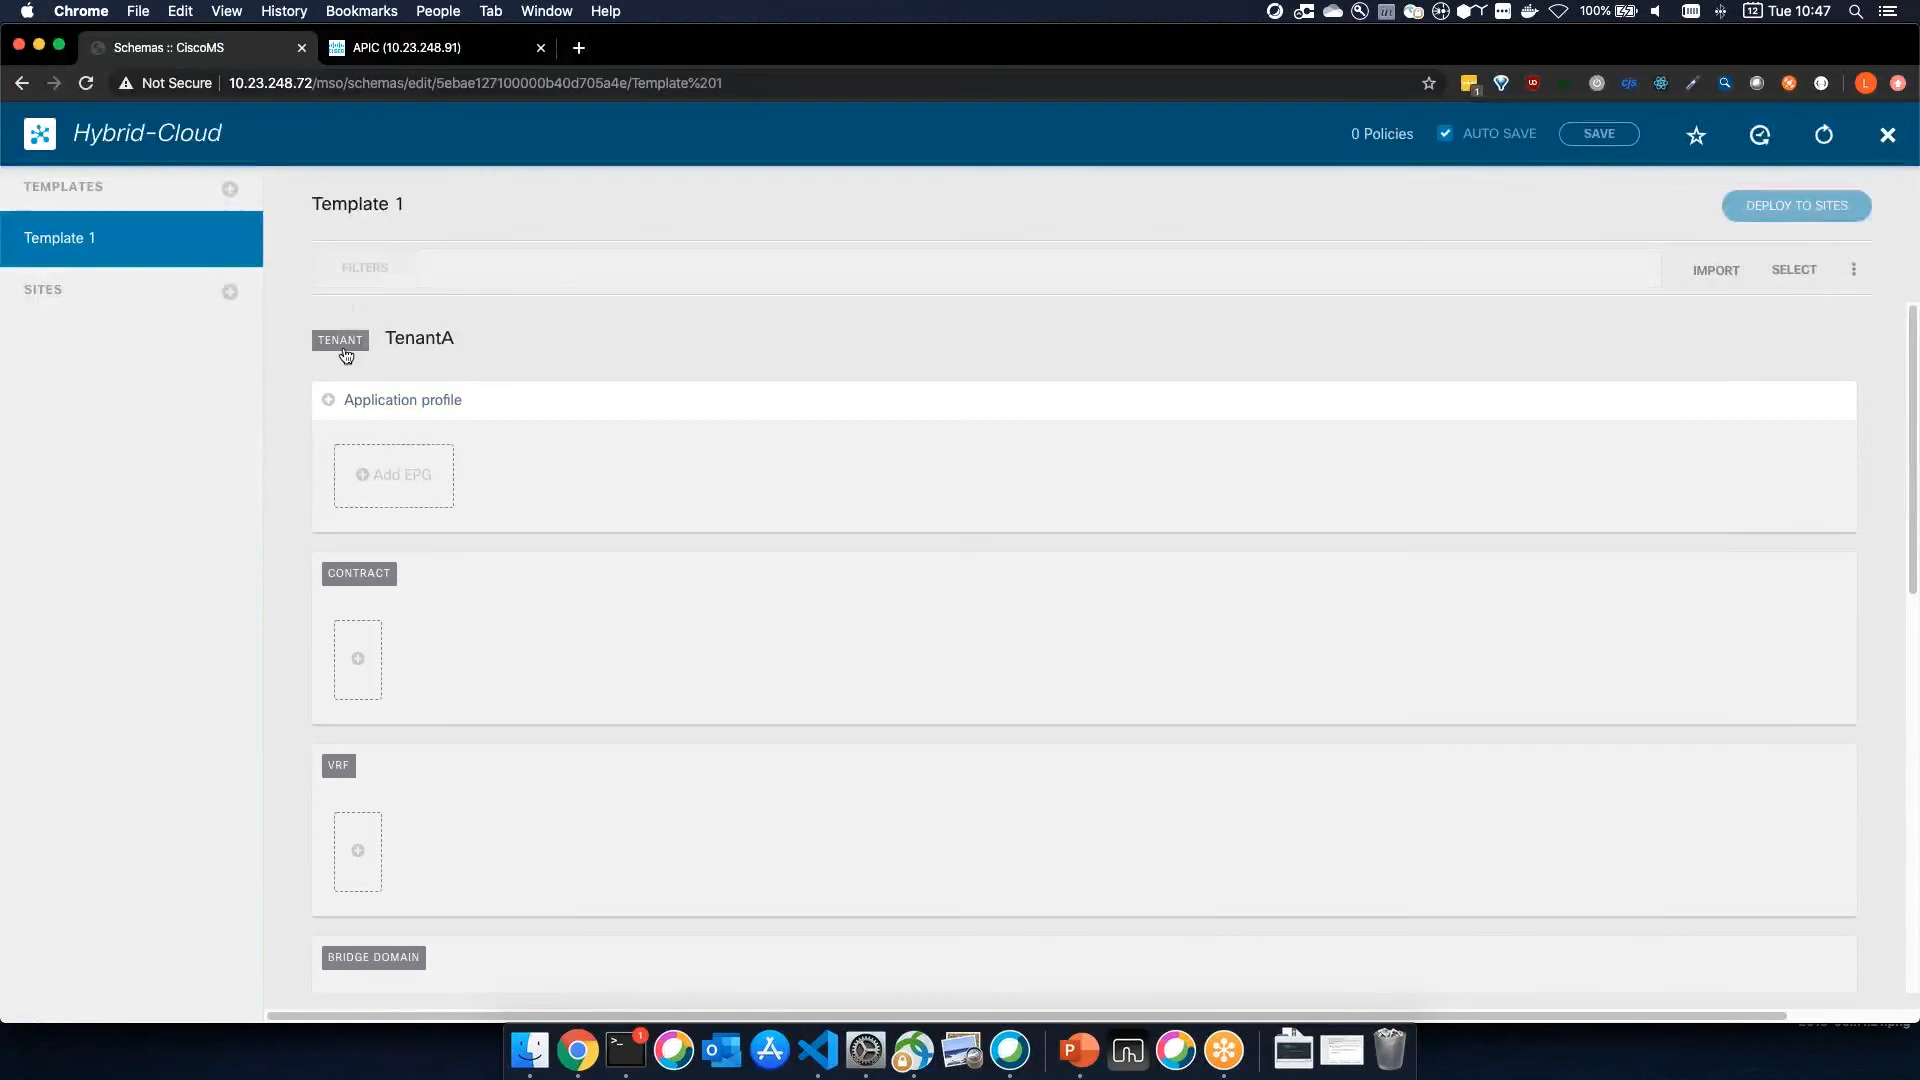 Chrome File Edit View History Bookmarks People Tab Window Help 100% 12 Tue 10:47
Schemas :: CiscoMS
APIC (10.23.248.91)
Not Secure 10.23.248.72/mso/schemas/edit/5ebae127100000b40d705a4e/Template%201
Hybrid-Cloud
0 Policies AUTO SAVE SAVE
TEMPLATES
Template 1
SITES
Template 1
DEPLOY TO SITES
FILTERS
IMPORT SELECT
TENANT TenantA
Application profile
Add EPG
CONTRACT
VRF
BRIDGE DOMAIN